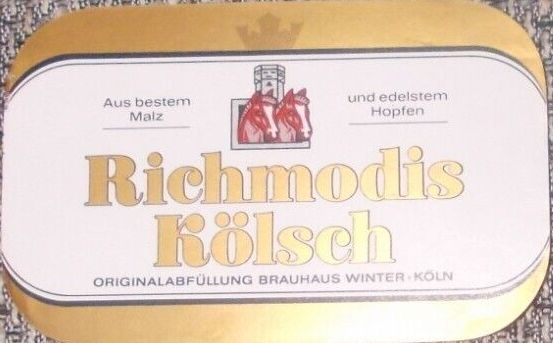 Aus bestem
Malz
und edelstem
Hopfen
Richmodis
Kölsch
ORIGINALABFÜLLUNG BRAUHAUS WINTER · KÖLN